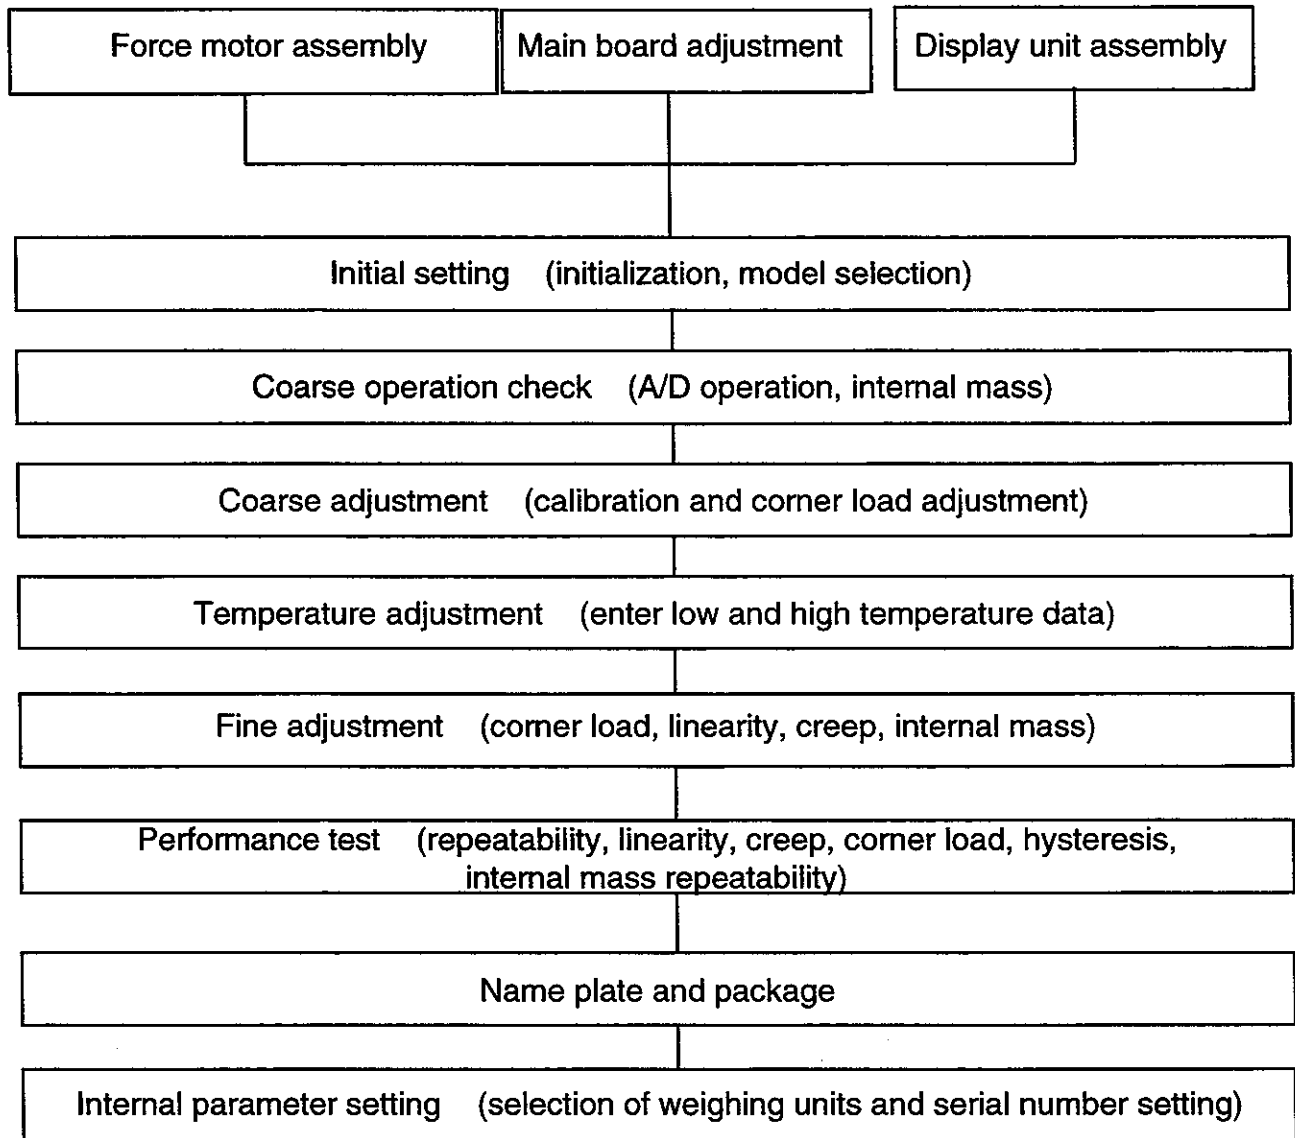 Force motor assembly
Main board adjustment
Display unit assembly
Initial setting (initialization, model selection)
Coarse operation check (A/D operation, internal mass)
Coarse adjustment (calibration and corner load adjustment)
Temperature adjustment (enter low and high temperature data)
Fine adjustment (corner load, linearity, creep, internal mass)
Performance test (repeatability, linearity, creep, corner load, hysteresis,
internal mass repeatability)
Name plate and package
Internal parameter setting (selection of weighing units and serial number setting)